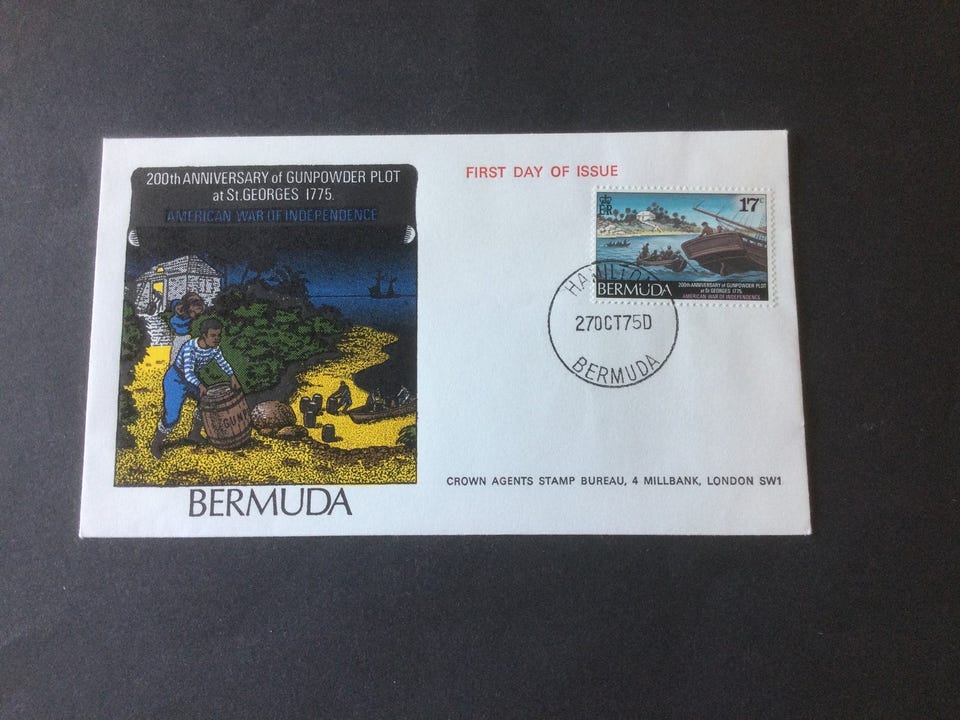 200th ANNIVERSARY of GUNPOWDER PLOT
at St. GEORGES 1775.
AMERICAN WAR OF INDEPENDENCE
GUN
BERMUDA
FIRST DAY OF ISSUE
E R
17c
BERMUDA
200th ANNIVERSARY of GUNPOWDER PLOT
at St GEORGES 1775
AMERICAN WAR OF INDEPENDENCE
HAMILTON
27OCT75D
BERMUDA
CROWN AGENTS STAMP BUREAU, 4 MILLBANK, LONDON SW1